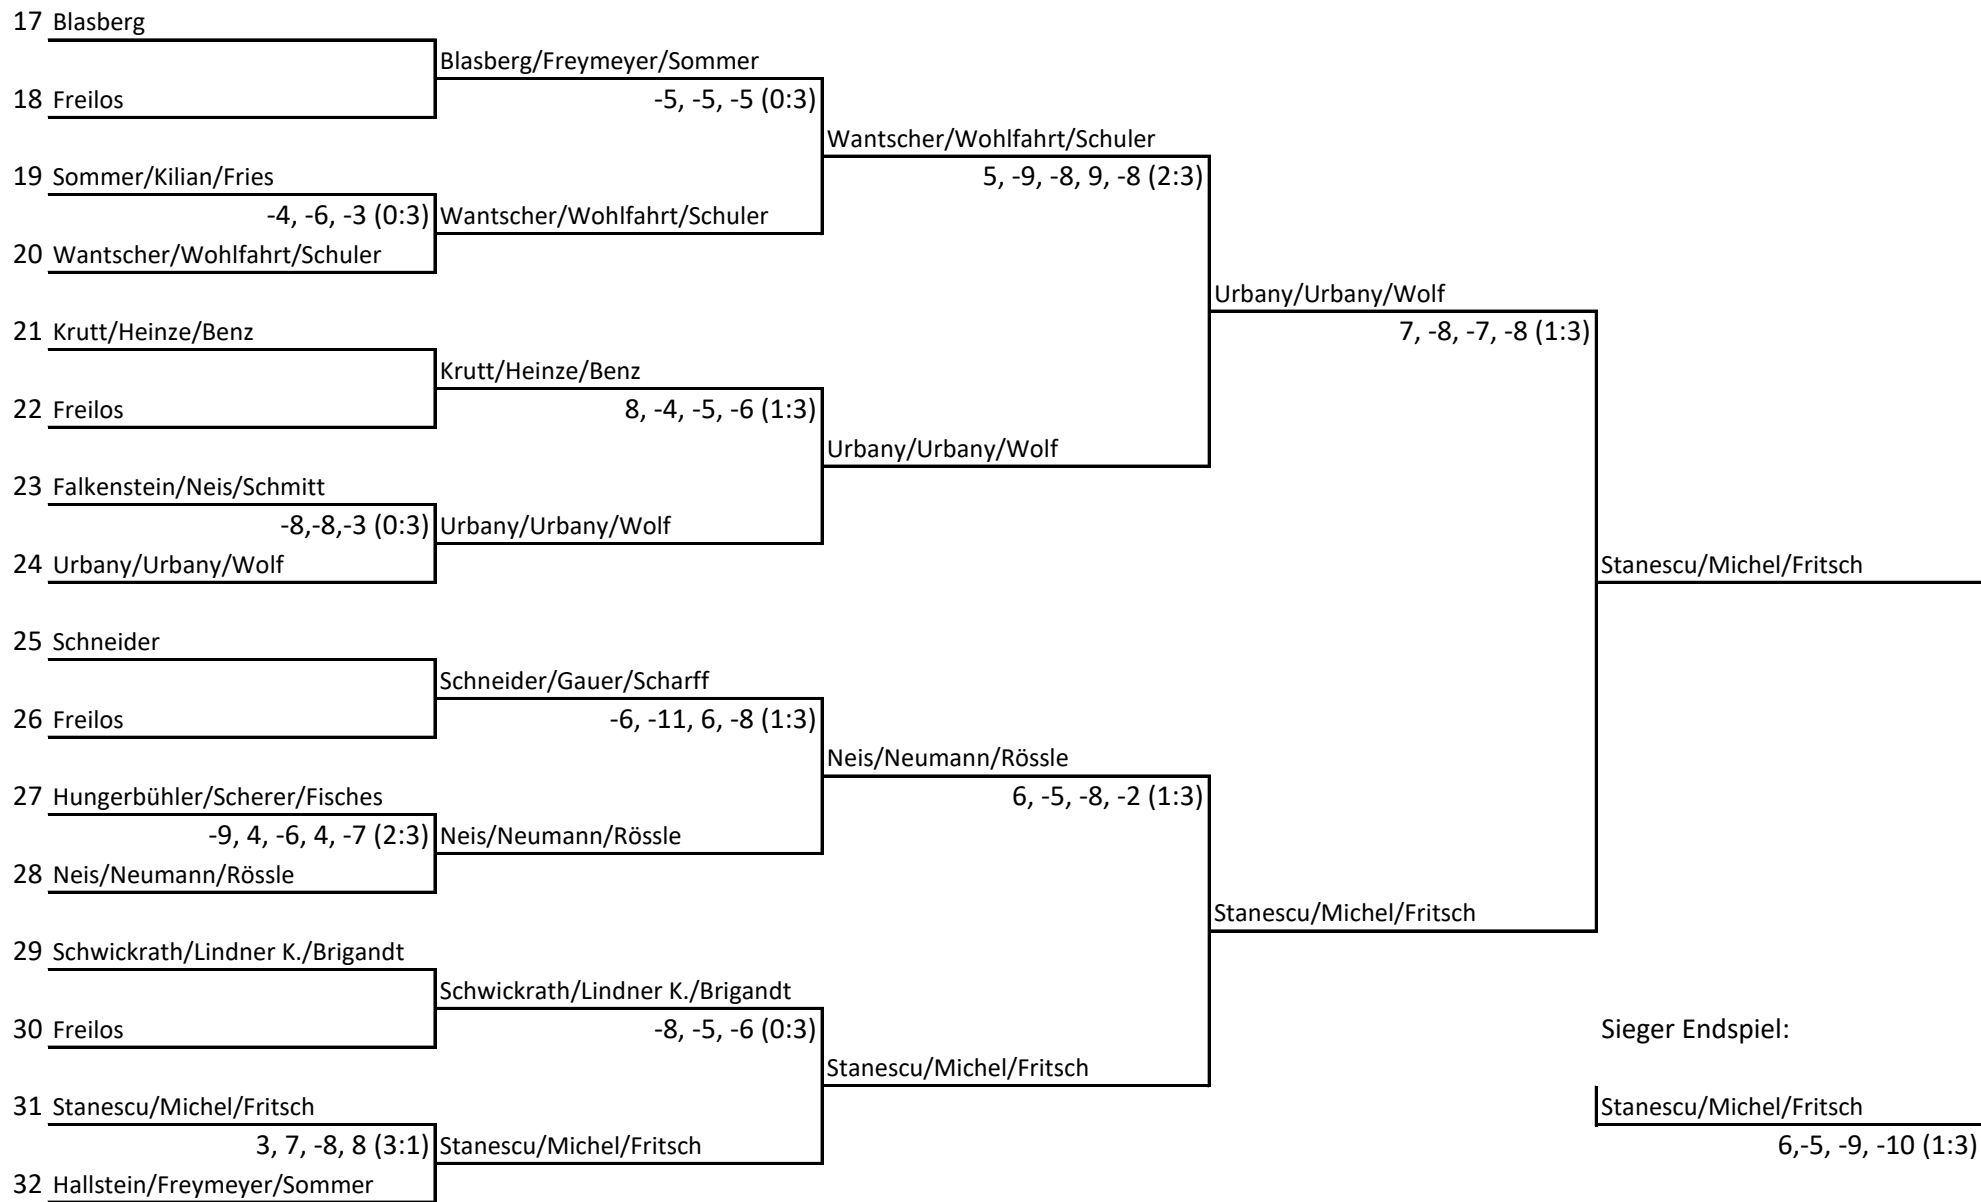 17 Blasberg
Blasberg/Freymeyer/Sommer
18 Freilos
-5, -5, -5 (0:3)
Wantscher/Wohlfahrt/Schuler
19 Sommer/Kilian/Fries
5, -9, -8, 9, -8 (2:3)
-4, -6, -3 (0:3) Wantscher/Wohlfahrt/Schuler
20 Wantscher/Wohlfahrt/Schuler
Urbany/Urbany/Wolf
21 Krutt/Heinze/Benz
7, -8, -7, -8 (1:3)
Krutt/Heinze/Benz
22 Freilos
8, -4, -5, -6 (1:3)
Urbany/Urbany/Wolf
23 Falkenstein/Neis/Schmitt
-8,-8,-3 (0:3) Urbany/Urbany/Wolf
24 Urbany/Urbany/Wolf
Stanescu/Michel/Fritsch
25 Schneider
Schneider/Gauer/Scharff
26 Freilos
-6, -11, 6, -8 (1:3)
Neis/Neumann/Rössle
27 Hungerbühler/Scherer/Fisches
6, -5, -8, -2 (1:3)
-9, 4, -6, 4, -7 (2:3) Neis/Neumann/Rössle
28 Neis/Neumann/Rössle
Stanescu/Michel/Fritsch
29 Schwickrath/Lindner K./Brigandt
Schwickrath/Lindner K./Brigandt
30 Freilos
-8, -5, -6 (0:3)
Sieger Endspiel:
Stanescu/Michel/Fritsch
31 Stanescu/Michel/Fritsch
Stanescu/Michel/Fritsch
3, 7, -8, 8 (3:1) Stanescu/Michel/Fritsch
6,-5, -9, -10 (1:3)
32 Hallstein/Freymeyer/Sommer